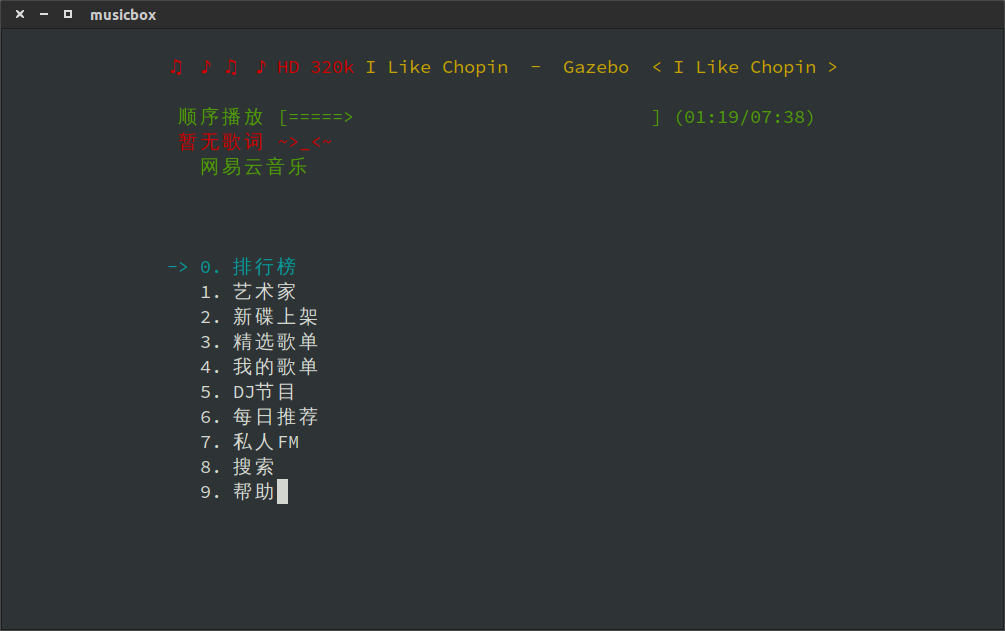 musicbox
♫ ♪ ♫ ♪ HD 320k I Like Chopin - Gazebo < I Like Chopin >
顺序播放 [=====> ] (01:19/07:38)
暂无歌词 ~>_<~
网易云音乐
-> 0. 排行榜
1. 艺术家
2. 新碟上架
3. 精选歌单
4. 我的歌单
5. DJ节目
6. 每日推荐
7. 私人FM
8. 搜索
9. 帮助